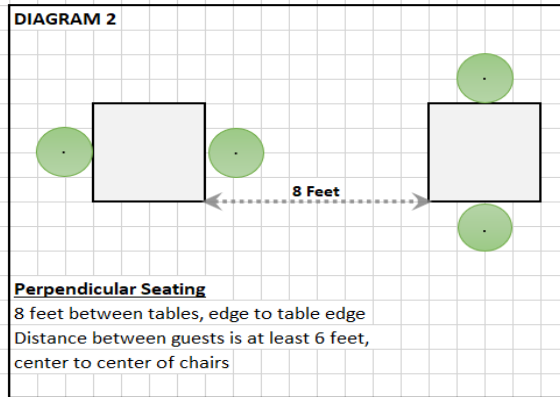 DIAGRAM 2
8 Feet
Perpendicular Seating
8 feet between tables, edge to table edge
Distance between guests is at least 6 feet,
center to center of chairs